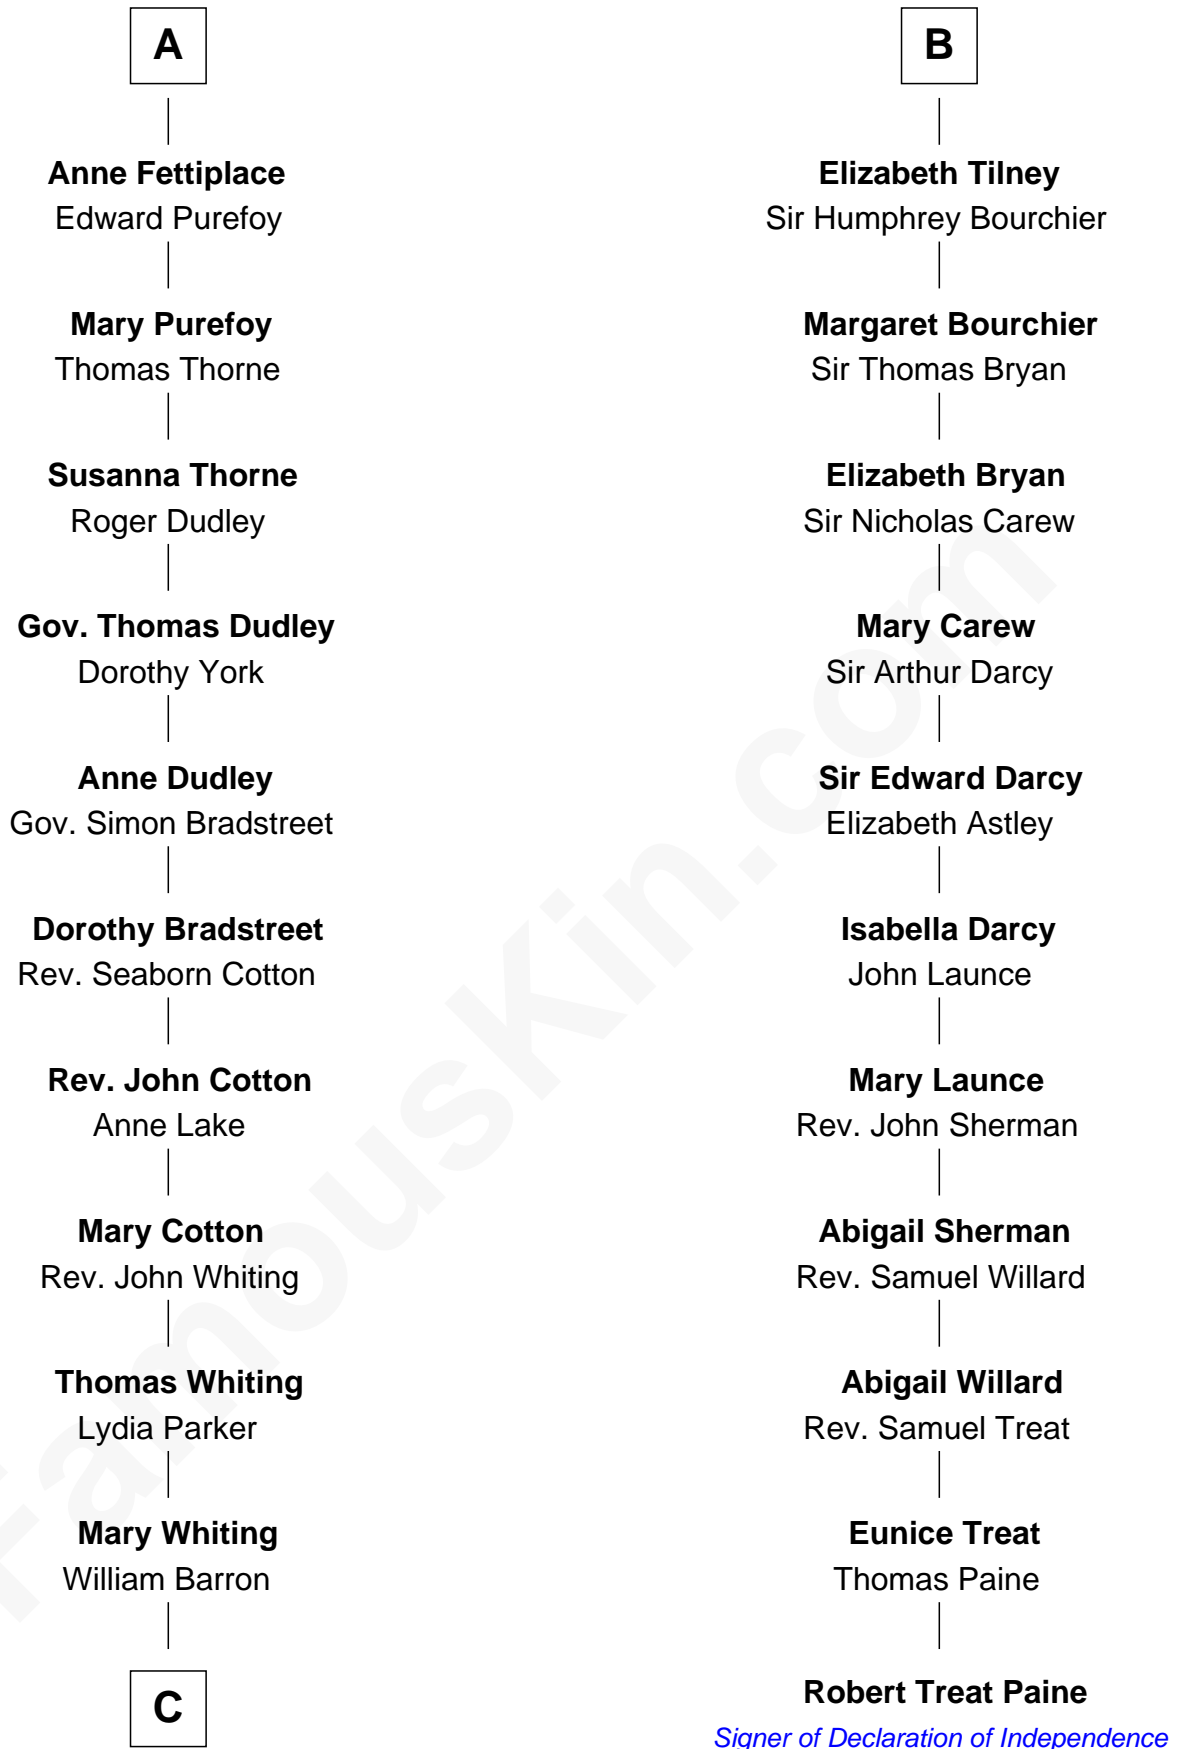 A
Anne Fettiplace
Edward Purefoy
Mary Purefoy
Thomas Thorne
Susanna Thorne
Roger Dudley
Gov. Thomas Dudley
Dorothy York
Anne Dudley
Gov. Simon Bradstreet
Dorothy Bradstreet
Rev. Seaborn Cotton
Rev. John Cotton
Anne Lake
Mary Cotton
Rev. John Whiting
Thomas Whiting
Lydia Parker
Mary Whiting
William Barron
C
B
Elizabeth Tilney
Sir Humphrey Bourchier
Margaret Bourchier
Sir Thomas Bryan
Elizabeth Bryan
Sir Nicholas Carew
Mary Carew
Sir Arthur Darcy
Sir Edward Darcy
Elizabeth Astley
Isabella Darcy
John Launce
Mary Launce
Rev. John Sherman
Abigail Sherman
Rev. Samuel Willard
Abigail Willard
Rev. Samuel Treat
Eunice Treat
Thomas Paine
Robert Treat Paine
Signer of Declaration of Independence
FamousKin.com